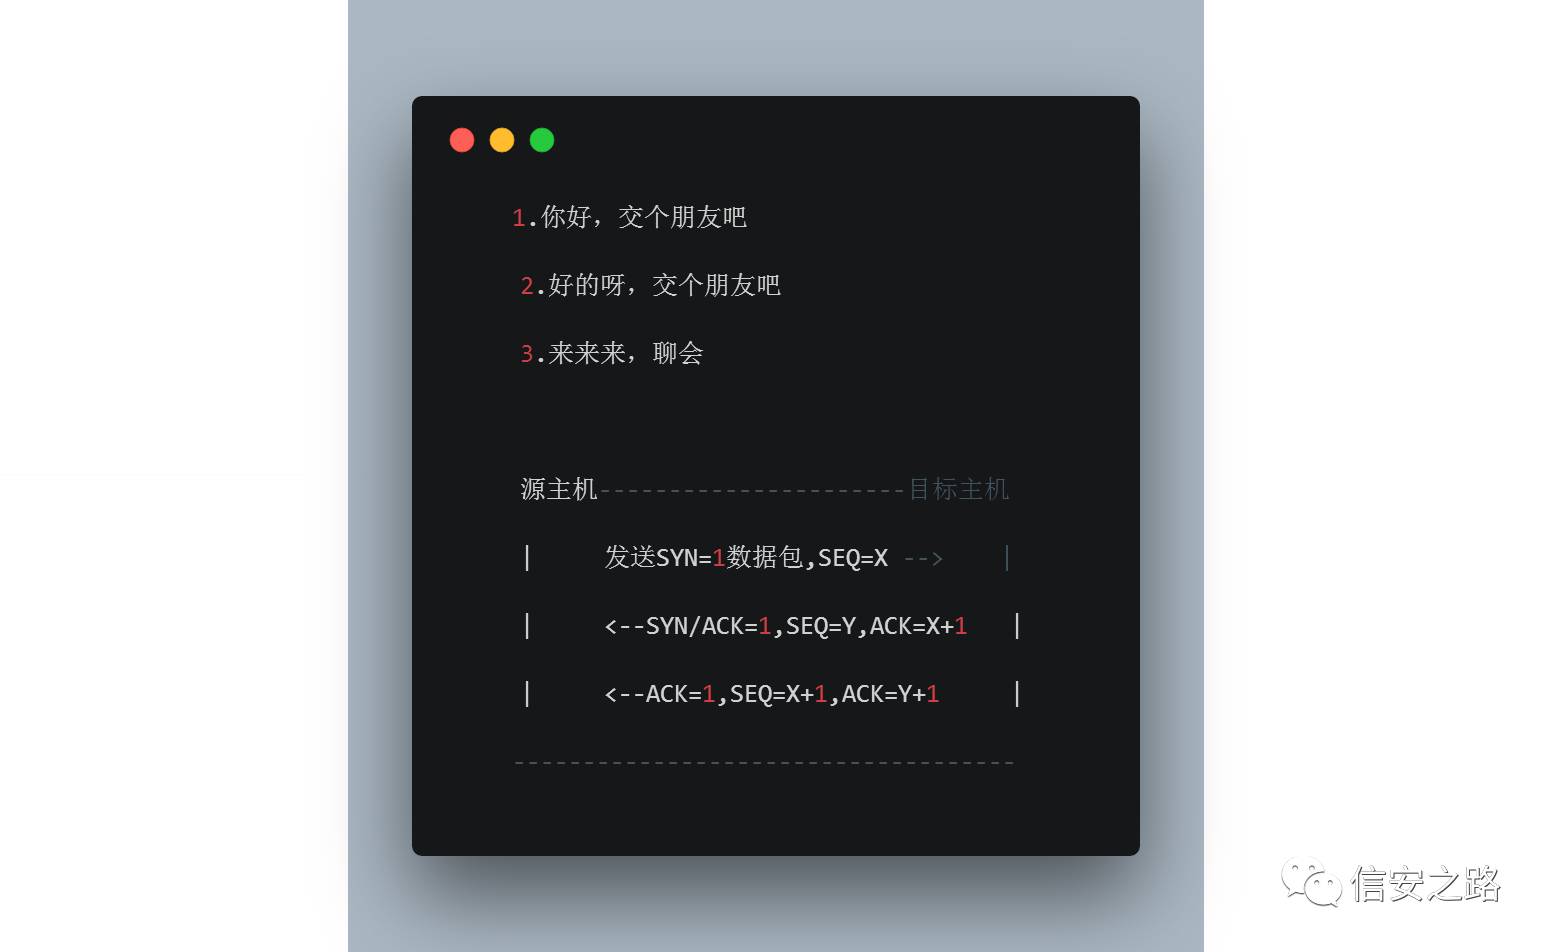 1.你好，交个朋友吧
2.好的呀，交个朋友吧
3.来来来，聊会
源主机----------------------目标主机
|     发送SYN=1数据包,SEQ=X -->    |
|     <--SYN/ACK=1,SEQ=Y,ACK=X+1   |
|     <--ACK=1,SEQ=X+1,ACK=Y+1     |
------------------------------------
信安之路